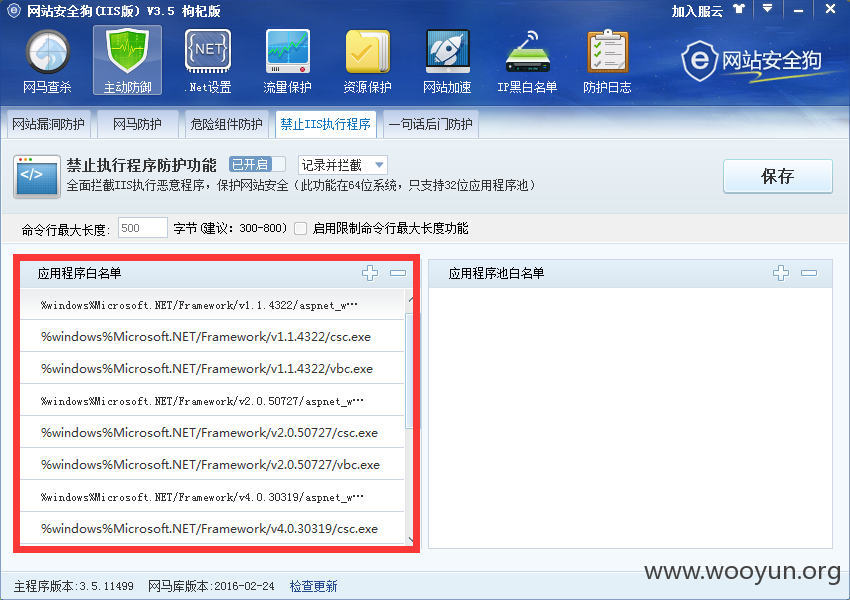 网站安全狗(IIS版) V3.5 枸杞版
加入服云
网马查杀 主动防御 .Net设置 流量保护 资源保护 网站加速 IP黑白名单 防护日志
NET
网站安全狗
网站漏洞防护 网马防护 危险组件防护 禁止IIS执行程序 一句话后门防护
禁止执行程序防护功能 已开启 记录并拦截
全面拦截IIS执行恶意程序，保护网站安全（此功能在64位系统，只支持32位应用程序池）
保存
命令行最大长度: 500 字节(建议: 300-800) 启用限制命令行最大长度功能
应用程序白名单
%windows%Microsoft.NET/Framework/v1.1.4322/aspnet_w…
%windows%Microsoft.NET/Framework/v1.1.4322/csc.exe
%windows%Microsoft.NET/Framework/v1.1.4322/vbc.exe
%windows%Microsoft.NET/Framework/v2.0.50727/aspnet_w…
%windows%Microsoft.NET/Framework/v2.0.50727/csc.exe
%windows%Microsoft.NET/Framework/v2.0.50727/vbc.exe
%windows%Microsoft.NET/Framework/v4.0.30319/aspnet_w…
%windows%Microsoft.NET/Framework/v4.0.30319/csc.exe
应用程序池白名单
www.wooyun.org
主程序版本:3.5.11499 网马库版本:2016-02-24 检查更新